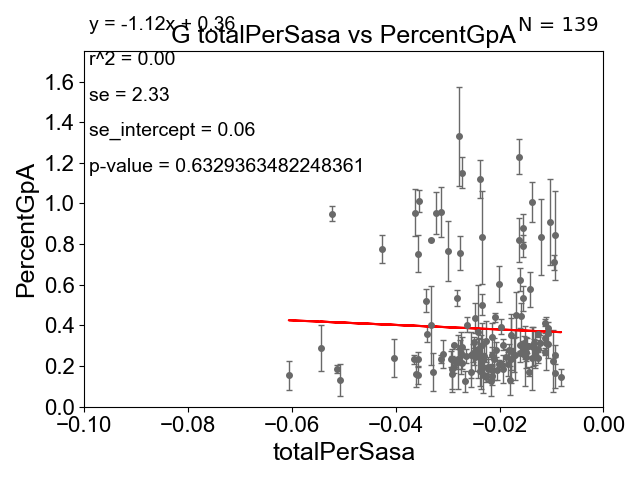 y = -1.12x + 0.36
N = 139
G totalPerSasa vs PercentGpA
r^2 = 0.00
se = 2.33
se_intercept = 0.06
p-value = 0.6329363482248361
PercentGpA
1.6
1.4
1.2
1.0
0.8
0.6
0.4
0.2
0.0
−0.10
−0.08
−0.06
−0.04
−0.02
0.00
totalPerSasa